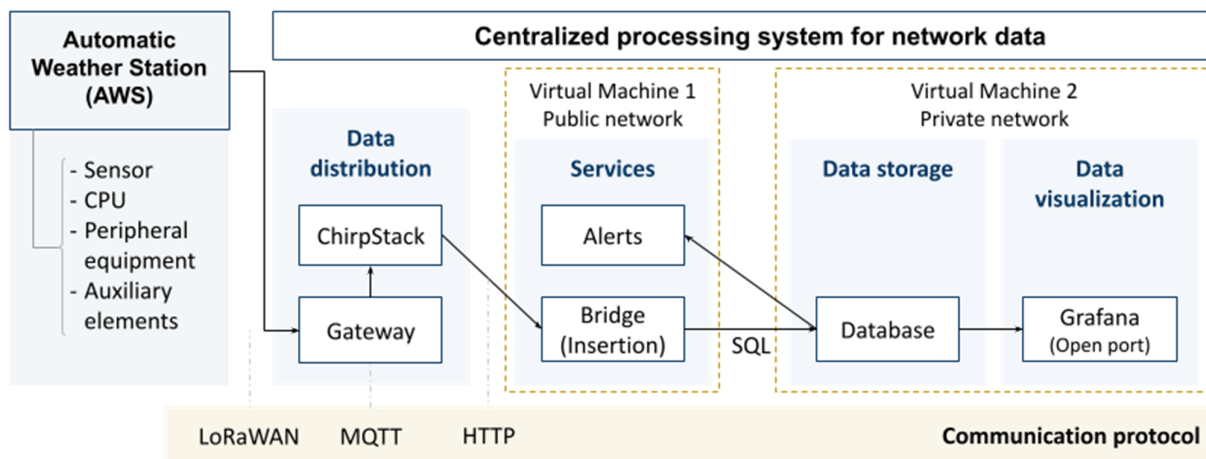 Automatic
Weather Station
(AWS)
- Sensor
- CPU
- Peripheral
equipment
- Auxiliary
elements
Centralized processing system for network data
Data
distribution
ChirpStack
Gateway
Virtual Machine 1
Public network
Services
Alerts
Bridge
(Insertion)
SQL
Virtual Machine 2
Private network
Data storage
Database
Data
visualization
Grafana
(Open port)
LoRaWAN
MQTT
HTTP
Communication protocol